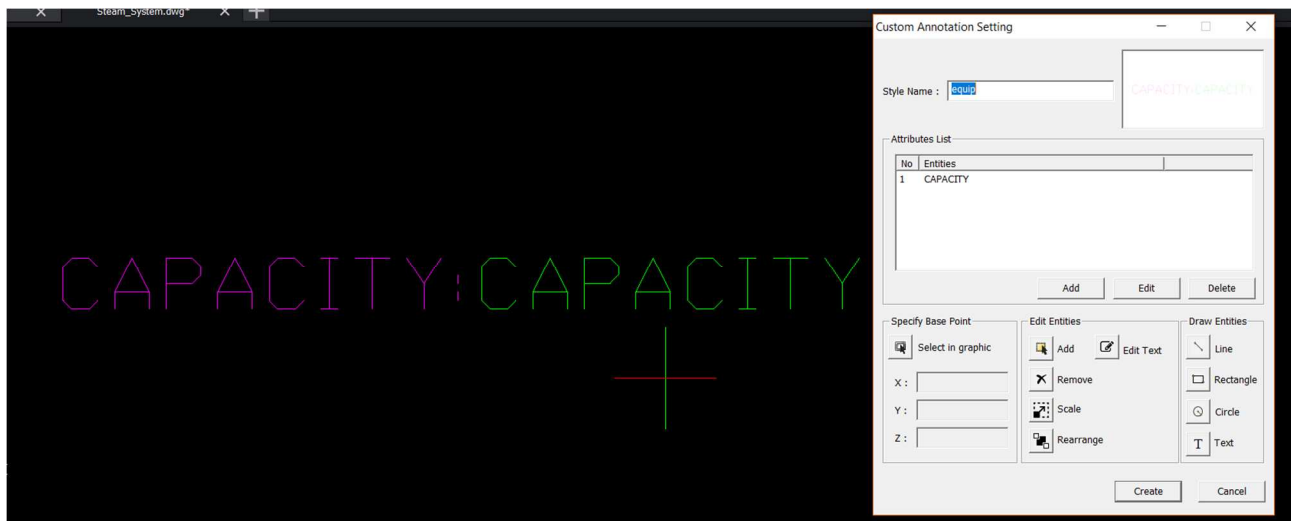 Steam_System.dwg*
Custom Annotation Setting
Style Name : equip
CAPACITY:CAPACITY
Attributes List
No Entities
1 CAPACITY
Add Edit Delete
CAPACITY:CAPACITY
Specify Base Point
Select in graphic
X :
Y :
Z :
Edit Entities
Add Edit Text
Remove
Scale
Rearrange
Draw Entities
Line
Rectangle
Circle
T Text
Create Cancel